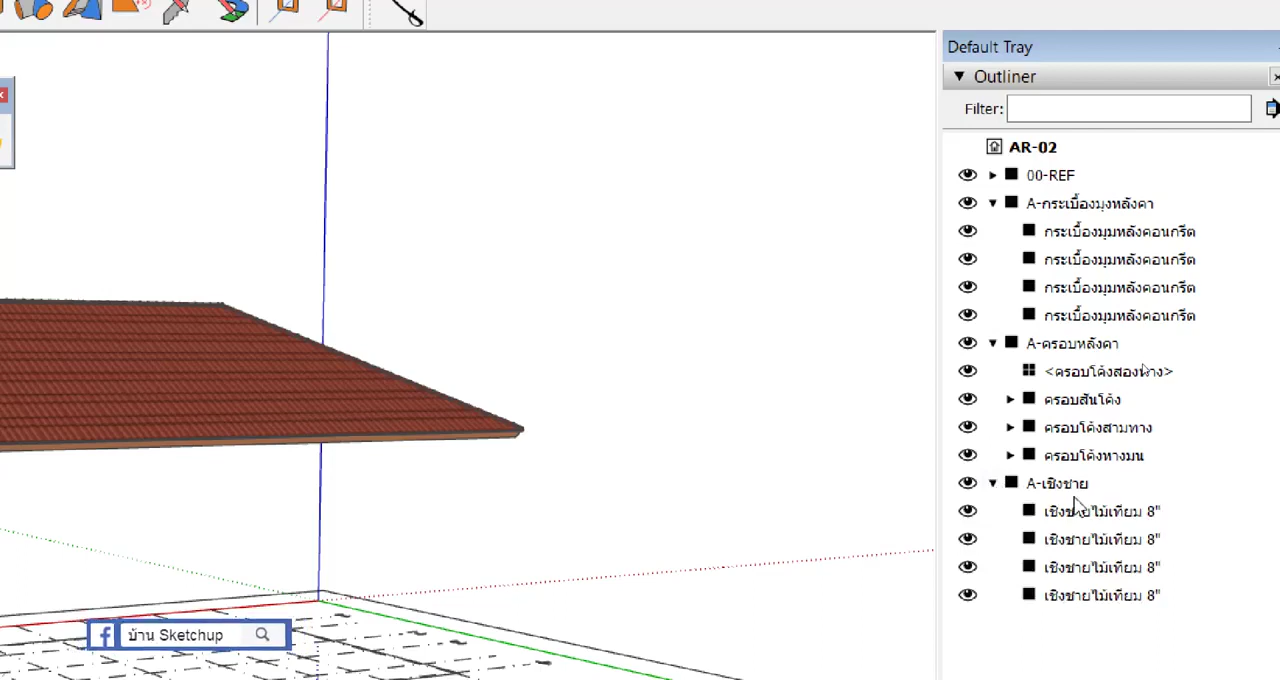 Default Tray
Outliner
Filter:
AR-02
00-REF
A-กระเบื้องมุงหลังคา
กระเบื้องมุมหลังคอนกรีต
กระเบื้องมุมหลังคอนกรีต
กระเบื้องมุมหลังคอนกรีต
กระเบื้องมุมหลังคอนกรีต
A-ครอบหลังคา
<ครอบโค้งสองทาง>
ครอบสันโค้ง
ครอบโค้งสามทาง
ครอบโค้งหางมน
A-เชิงชาย
เชิงชายไม้เทียม 8"
เชิงชายไม้เทียม 8"
เชิงชายไม้เทียม 8"
เชิงชายไม้เทียม 8"
บ้าน Sketchup